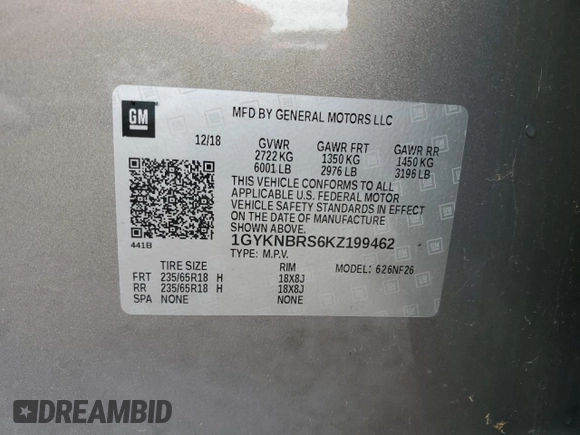 GM
MFD BY GENERAL MOTORS LLC
12/18 GVWR GAWR FRT GAWR RR
2722 KG 1350 KG 1450 KG
6001 LB 2976 LB 3196 LB
THIS VEHICLE CONFORMS TO ALL
APPLICABLE U.S. FEDERAL MOTOR
VEHICLE SAFETY STANDARDS IN EFFECT
ON THE DATE OF MANUFACTURE
SHOWN ABOVE.
441B
1GYKNBRS6KZ199462
TYPE: M.P.V.
TIRE SIZE RIM MODEL: 626NF26
FRT 235/65R18 H 18X8J
RR 235/65R18 H 18X8J
SPA NONE NONE
DREAMBID